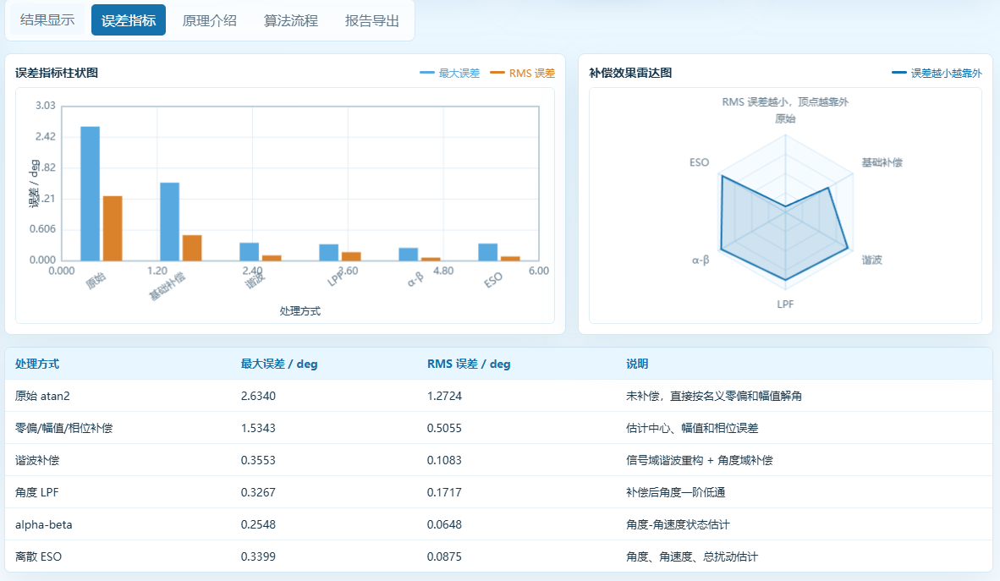 结果显示 误差指标 原理介绍 算法流程 报告导出
误差指标柱状图 最大误差 RMS 误差
3.03
2.42
1.82
1.21
0.606
0.000
误差 / deg
0.000 1.20 2.40 3.60 4.80 6.00
原始 基础补偿 谐波 LPF α-β ESO
处理方式
补偿效果雷达图 误差越小越靠外
RMS 误差越小，顶点越靠外
原始
ESO 基础补偿
α-β 谐波
LPF
处理方式 最大误差 / deg RMS 误差 / deg 说明
原始 atan2 2.6340 1.2724 未补偿，直接按名义零偏和幅值解角
零偏/幅值/相位补偿 1.5343 0.5055 估计中心、幅值和相位误差
谐波补偿 0.3553 0.1083 信号域谐波重构 + 角度域补偿
角度 LPF 0.3267 0.1717 补偿后角度一阶低通
alpha-beta 0.2548 0.0648 角度-角速度状态估计
离散 ESO 0.3399 0.0875 角度、角速度、总扰动估计